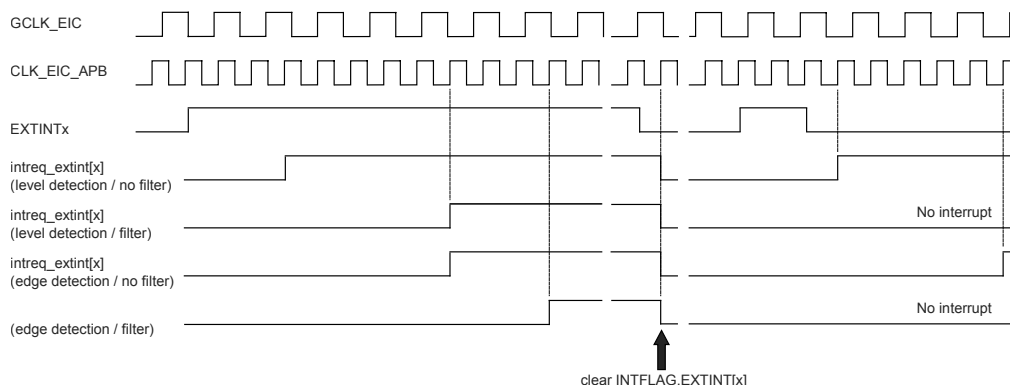 GCLK_EIC
CLK_EIC_APB
EXTINTx
intreq_extint[x]
(level detection / no filter)
intreq_extint[x]
(level detection / filter)
No interrupt
intreq_extint[x]
(edge detection / no filter)
(edge detection / filter)
No interrupt
clear INTFLAG.EXTINT[x]